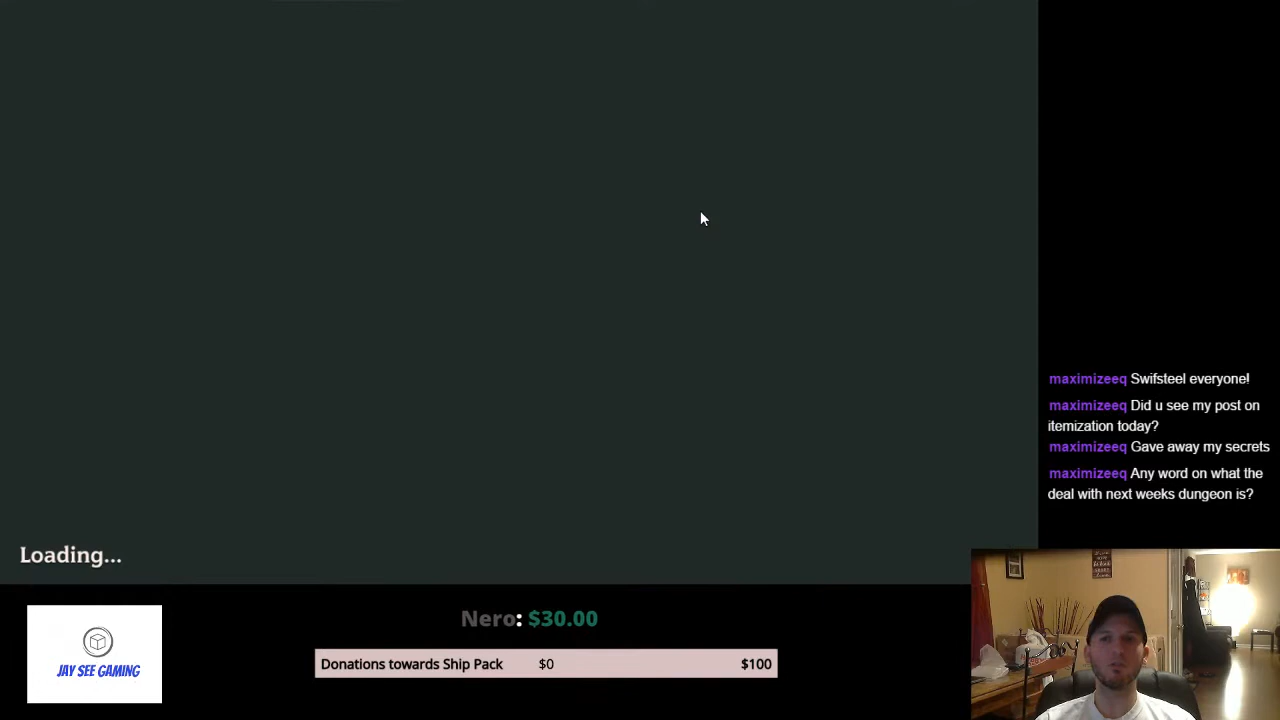 maximizeeq Swifsteel everyone!
maximizeeq Did u see my post on
itemization today?
maximizeeq Gave away my secrets
maximizeeq Any word on what the
deal with next weeks dungeon is?
Loading...
Nero: $30.00
Donations towards Ship Pack $0 $100
JAY SEE GAMING